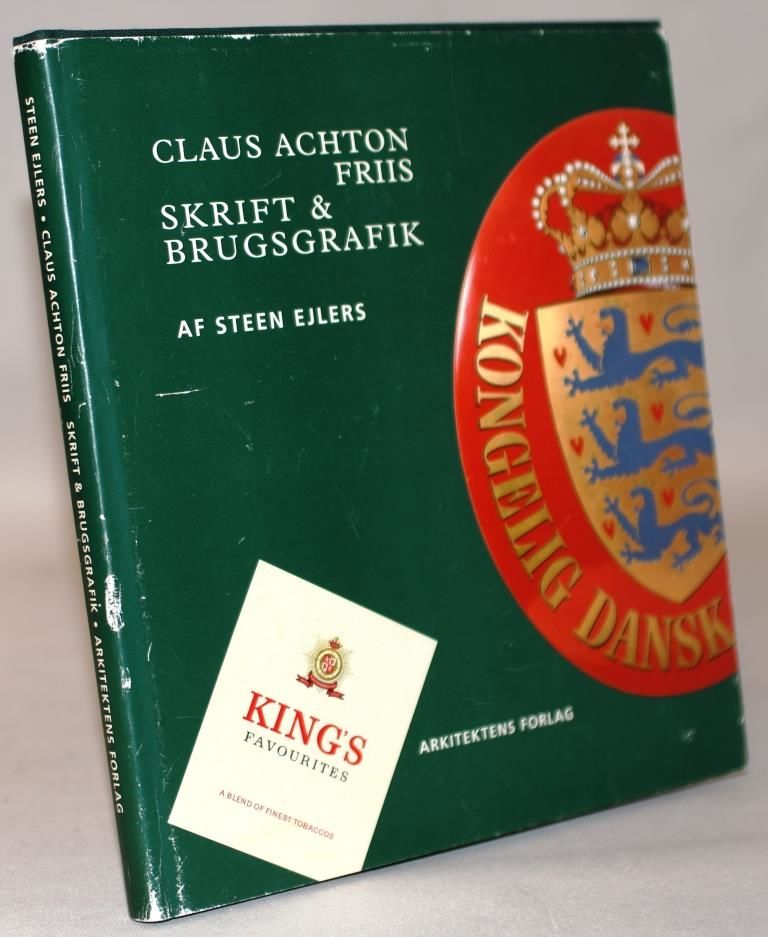 STEEN EJLERS • CLAUS ACHTON FRIIS SKRIFT & BRUGSGRAFIK • ARKITEKTENS FORLAG
CLAUS ACHTON
FRIIS
SKRIFT &
BRUGSGRAFIK
AF STEEN EJLERS
KONGELIG DANSK
KING'S
FAVOURITES
A BLEND OF FINEST TOBACCOS
ARKITEKTENS FORLAG